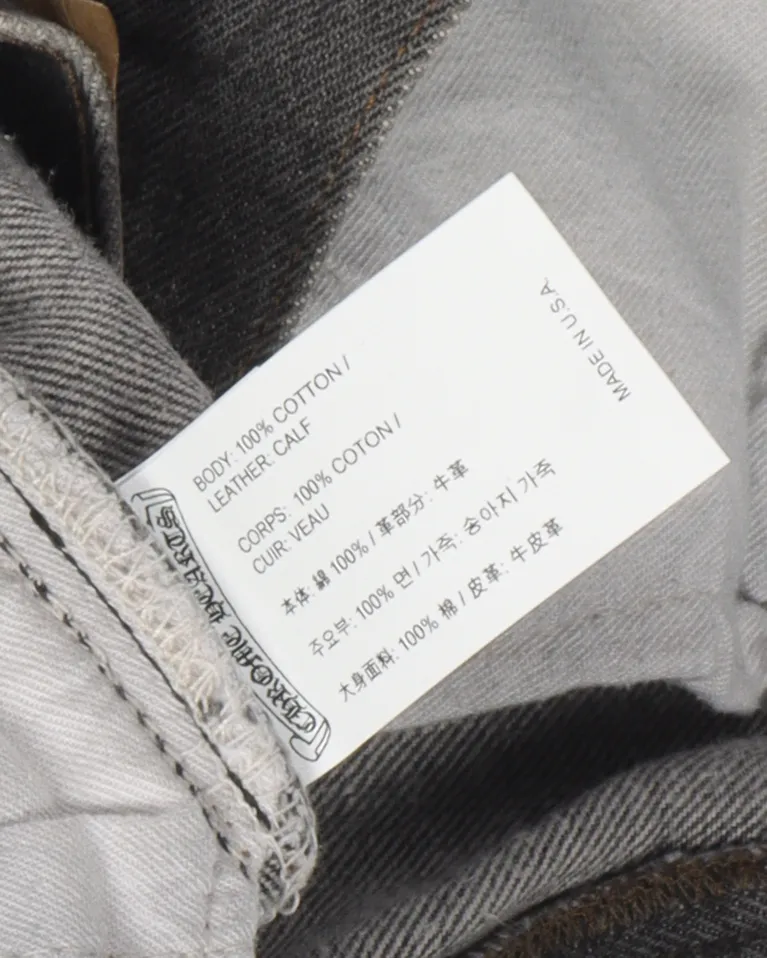 CHROME HEARTS
BODY: 100% COTTON /
LEATHER: CALF
CORPS: 100% COTON /
CUIR: VEAU
本体: 綿 100% / 革部分: 牛革
주요부: 100% 면 / 가죽: 송아지 가죽
大身面料: 100% 棉 / 皮革: 牛皮革
MADE IN U.S.A.